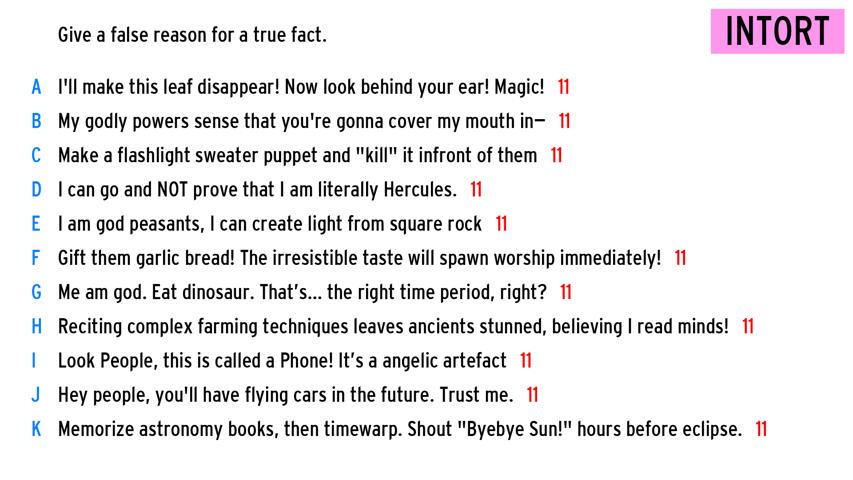 Give a false reason for a true fact.
INTORT
A I'll make this leaf disappear! Now look behind your ear! Magic! 11
B My godly powers sense that you're gonna cover my mouth in— 11
C Make a flashlight sweater puppet and "kill" it infront of them 11
D I can go and NOT prove that I am literally Hercules. 11
E I am god peasants, I can create light from square rock 11
F Gift them garlic bread! The irresistible taste will spawn worship immediately! 11
G Me am god. Eat dinosaur. That’s... the right time period, right? 11
H Reciting complex farming techniques leaves ancients stunned, believing I read minds! 11
I Look People, this is called a Phone! It’s a angelic artefact 11
J Hey people, you'll have flying cars in the future. Trust me. 11
K Memorize astronomy books, then timewarp. Shout "Byebye Sun!" hours before eclipse. 11